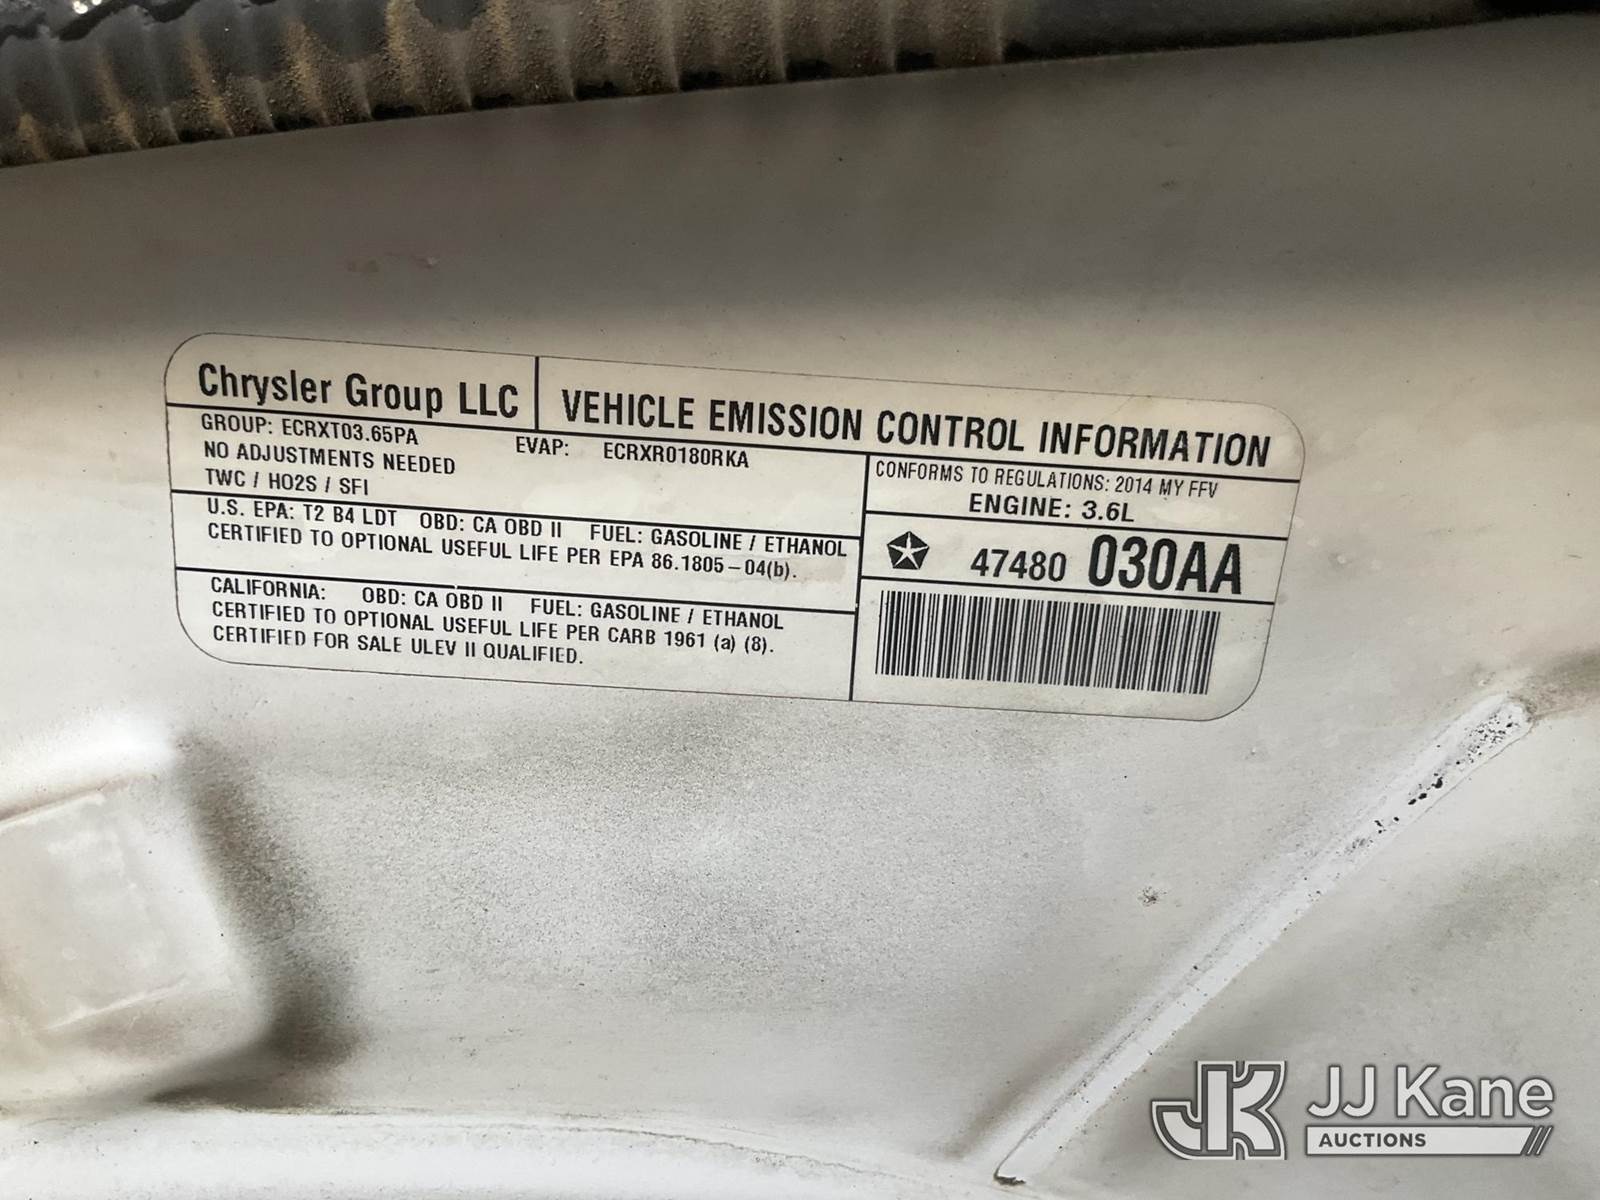 Chrysler Group LLC
VEHICLE EMISSION CONTROL INFORMATION
GROUP: ECRXT03.65PA EVAP: ECRXR0180RKA
NO ADJUSTMENTS NEEDED
TWC / HO2S / SFI
CONFORMS TO REGULATIONS: 2014 MY FFV
ENGINE: 3.6L
U.S. EPA: T2 B4 LDT OBD: CA OBD II FUEL: GASOLINE / ETHANOL
CERTIFIED TO OPTIONAL USEFUL LIFE PER EPA 86.1805-04(b).
47480 030AA
CALIFORNIA: OBD: CA OBD II FUEL: GASOLINE / ETHANOL
CERTIFIED TO OPTIONAL USEFUL LIFE PER CARB 1961 (a) (8).
CERTIFIED FOR SALE ULEV II QUALIFIED.
JK JJ Kane
AUCTIONS